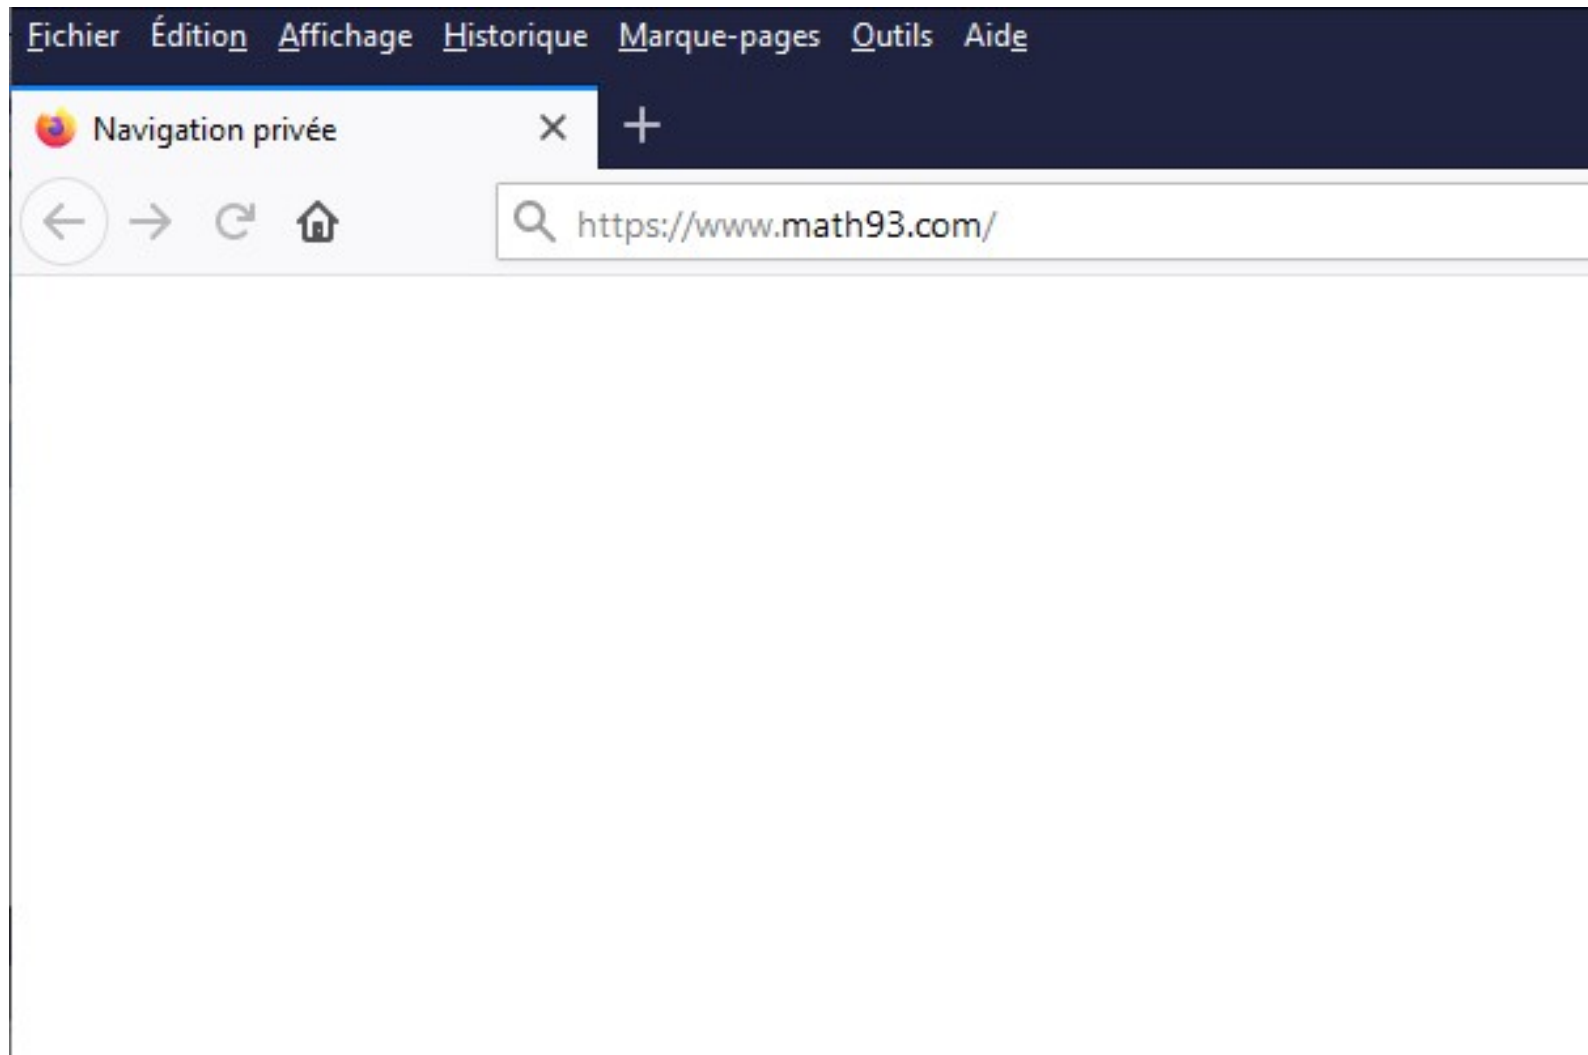 Fichier Édition Affichage Historique Marque-pages Outils Aide
Navigation privée
https://www.math93.com/